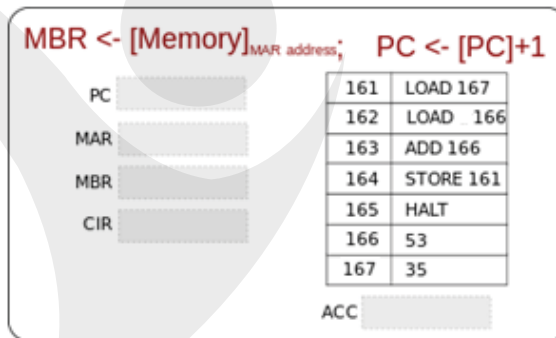 MBR <- [Memory]MAR address; PC <- [PC]+1
PC
MAR
MBR
CIR
161 LOAD 167
162 LOAD 166
163 ADD 166
164 STORE 161
165 HALT
166 53
167 35
ACC